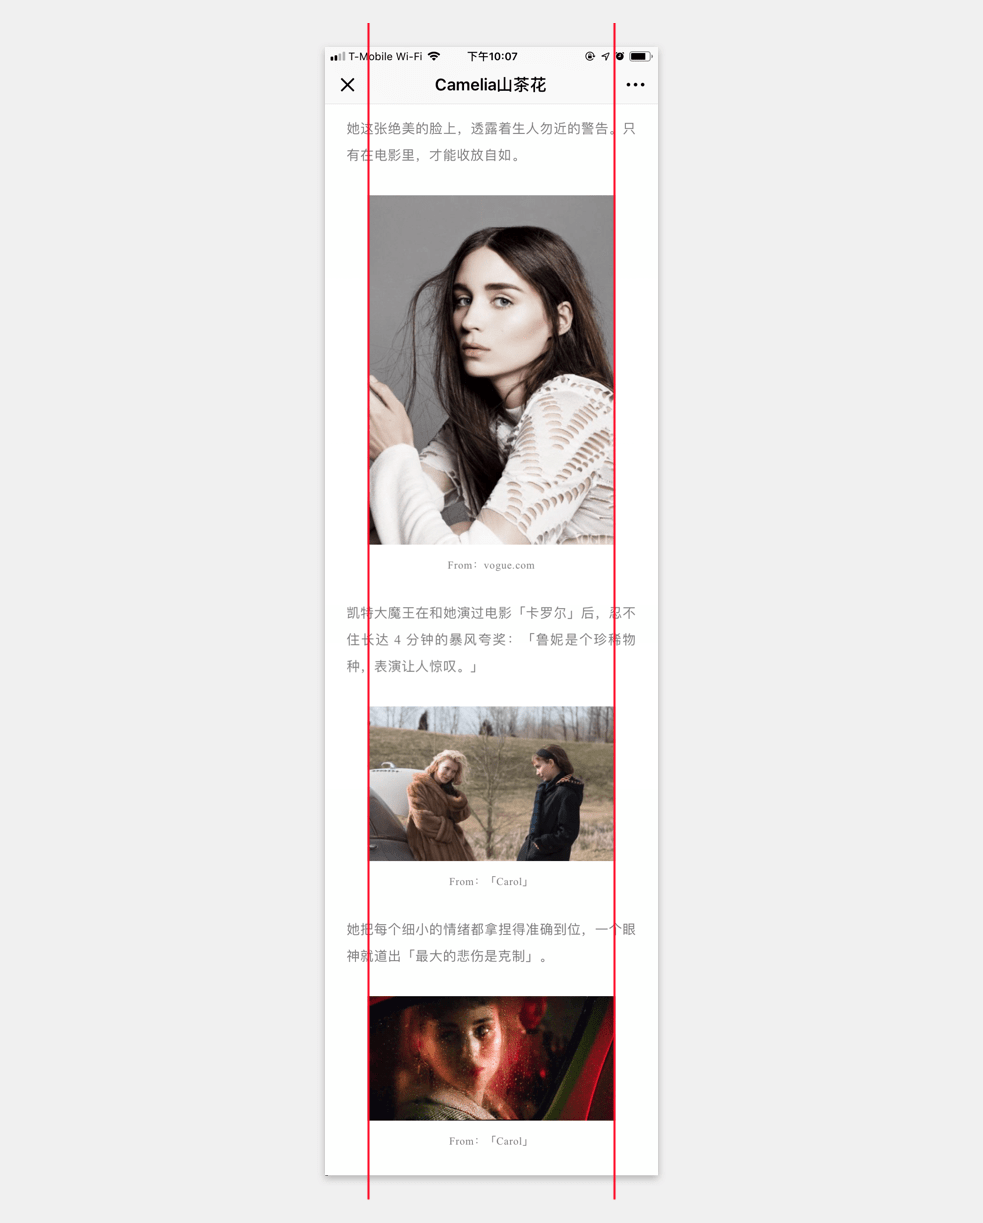 T-Mobile Wi-Fi 下午10:07
Camelia山茶花
她这张绝美的脸上，透露着生人勿近的警告。只
有在电影里，才能收放自如。
From：vogue.com
凯特大魔王在和她演过电影「卡罗尔」后，忍不
住长达 4 分钟的暴风夸奖：「鲁妮是个珍稀物
种，表演让人惊叹。」
From：「Carol」
她把每个细小的情绪都拿捏得准确到位，一个眼
神就道出「最大的悲伤是克制」。
From：「Carol」